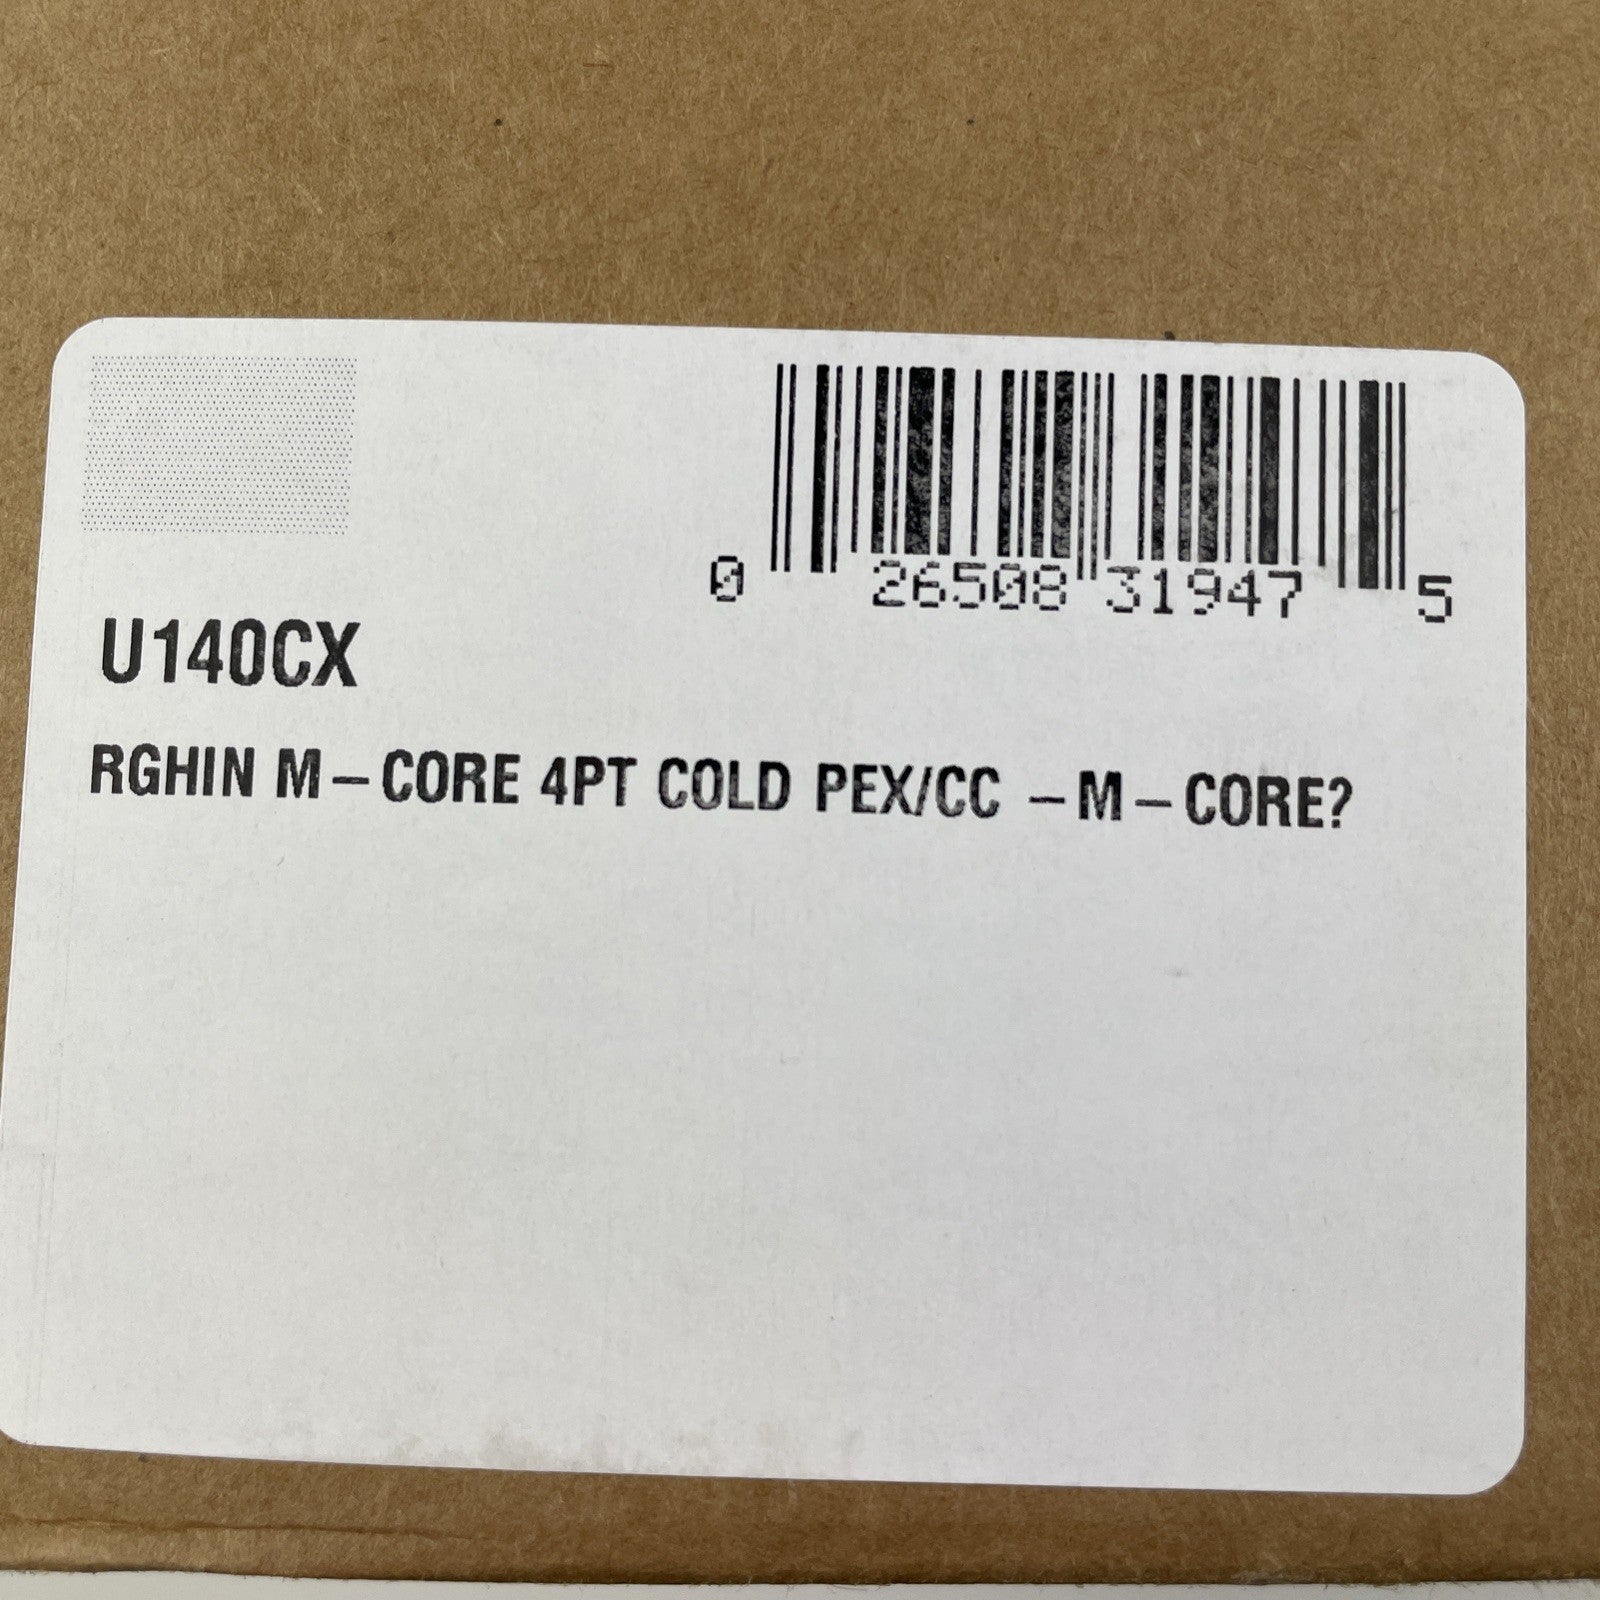 0 26508 31947 5
U140CX
RGHIN M-CORE 4PT COLD PEX/CC -M-CORE?